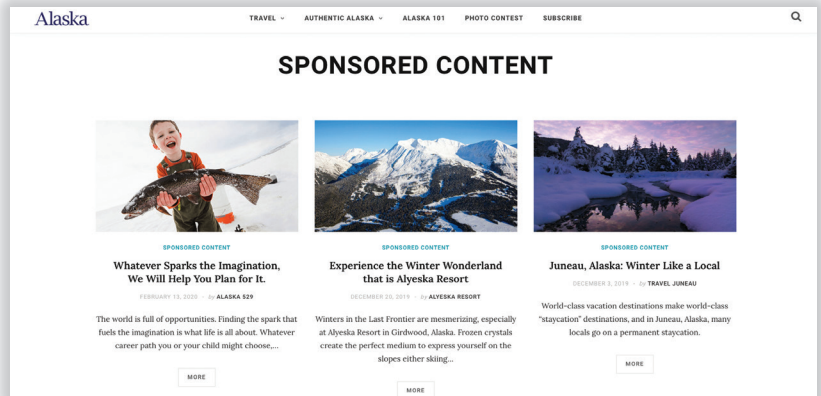 Alaska
TRAVEL
AUTHENTIC ALASKA
ALASKA 101
PHOTO CONTEST
SUBSCRIBE
SPONSORED CONTENT
SPONSORED CONTENT
Whatever Sparks the Imagination,
We Will Help You Plan for It.
FEBRUARY 13, 2020 - by ALASKA 529
The world is full of opportunities. Finding the spark that
fuels the imagination is what life is all about. Whatever
career path you or your child might choose,...
MORE
SPONSORED CONTENT
Experience the Winter Wonderland
that is Alyeska Resort
DECEMBER 20, 2019 - by ALYESKA RESORT
Winters in the Last Frontier are mesmerizing, especially
at Alyeska Resort in Girdwood, Alaska. Frozen crystals
create the perfect medium to express yourself on the
slopes either skiing...
MORE
SPONSORED CONTENT
Juneau, Alaska: Winter Like a Local
DECEMBER 3, 2019 - by TRAVEL JUNEAU
World-class vacation destinations make world-class
“staycation” destinations, and in Juneau, Alaska, many
locals go on a permanent staycation.
MORE